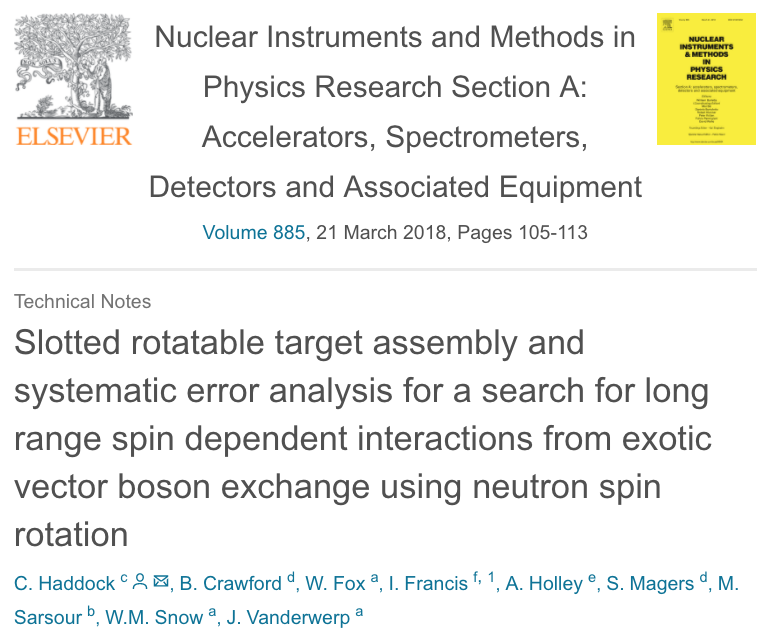 ELSEVIER
Nuclear Instruments and Methods in
Physics Research Section A:
Accelerators, Spectrometers,
Detectors and Associated Equipment
Volume 885, 21 March 2018, Pages 105-113
NUCLEAR
INSTRUMENTS
& METHODS
IN
PHYSICS
RESEARCH
Technical Notes
Slotted rotatable target assembly and
systematic error analysis for a search for long
range spin dependent interactions from exotic
vector boson exchange using neutron spin
rotation
C. Haddock c, B. Crawford d, W. Fox a, I. Francis f, 1, A. Holley e, S. Magers d, M.
Sarsour b, W.M. Snow a, J. Vanderwerp a